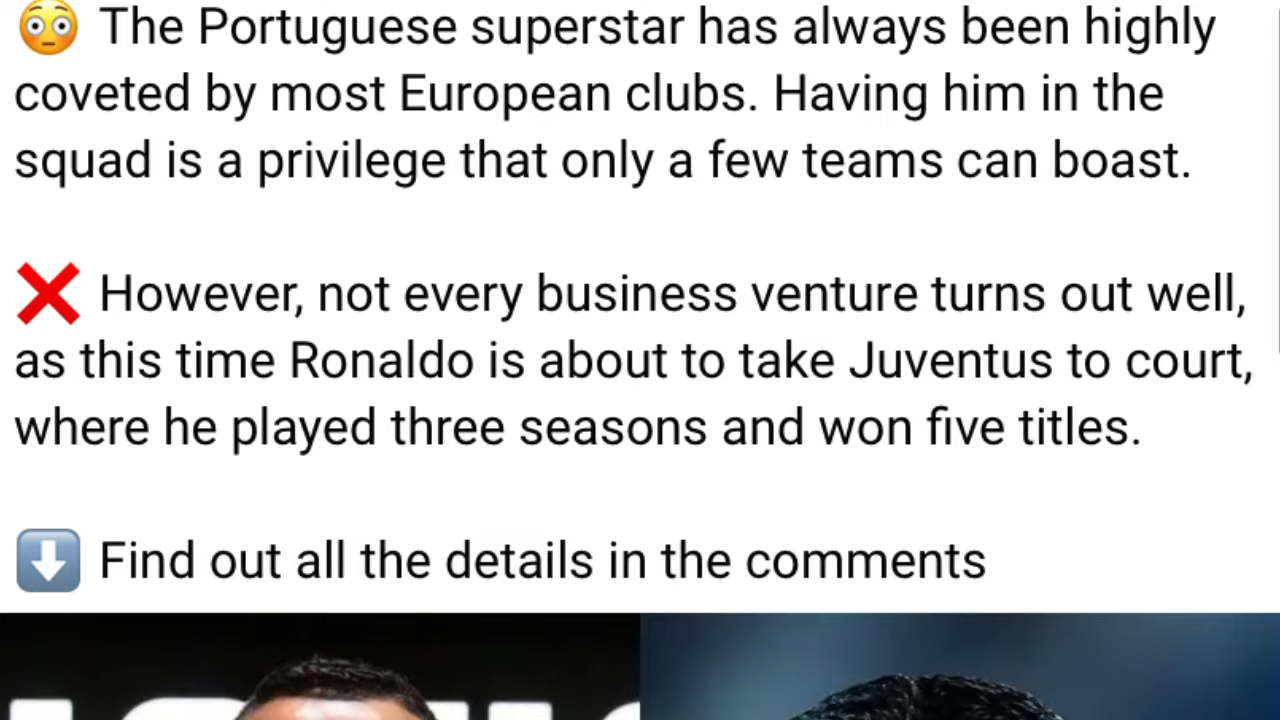 😳 The Portuguese superstar has always been highly
coveted by most European clubs. Having him in the
squad is a privilege that only a few teams can boast.
❌ However, not every business venture turns out well,
as this time Ronaldo is about to take Juventus to court,
where he played three seasons and won five titles.
⬇️ Find out all the details in the comments